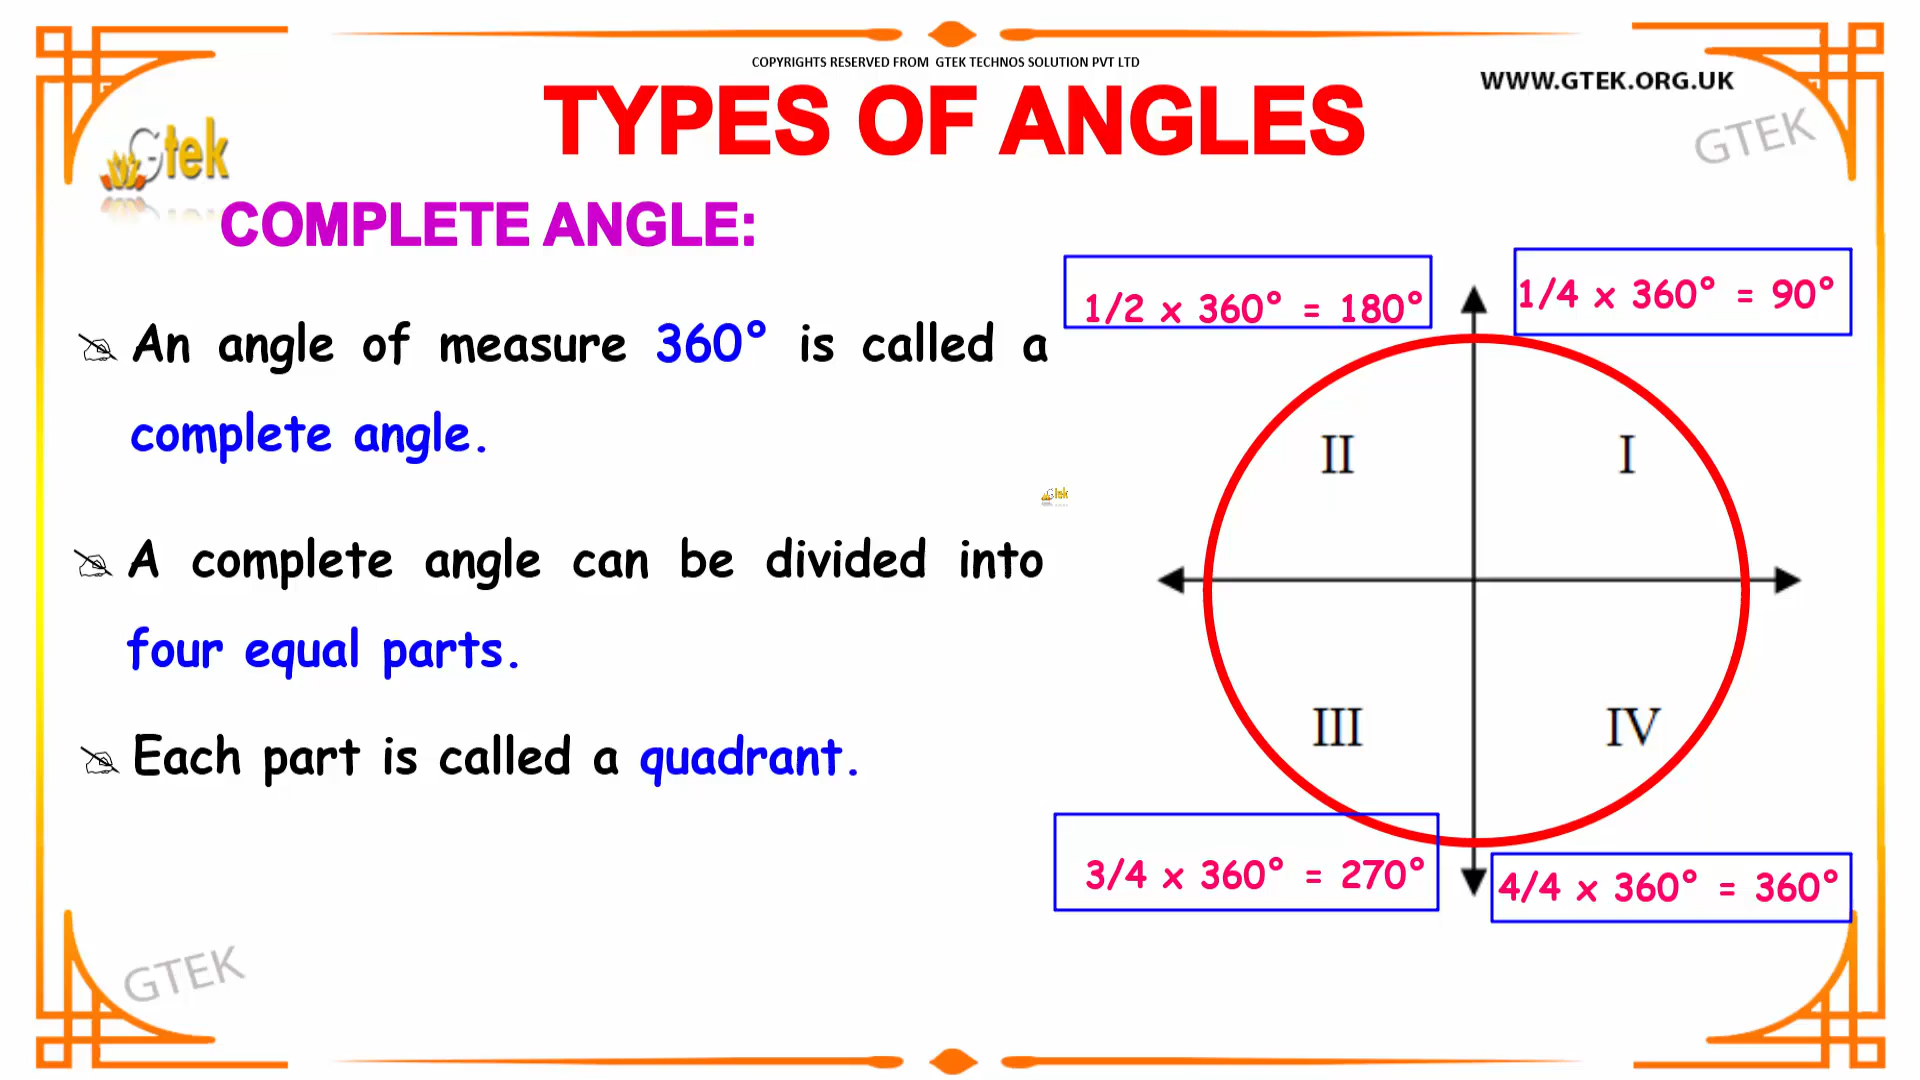 COPYRIGHTS RESERVED FROM GTEK TECHNOS SOLUTION PVT LTD
WWW.GTEK.ORG.UK
TYPES OF ANGLES
GTEK
Gtek
COMPLETE ANGLE:
1/2 x 360° = 180°
1/4 x 360° = 90°
An angle of measure 360° is called a
complete angle.
II
I
Gtek
A complete angle can be divided into
four equal parts.
III
IV
Each part is called a quadrant.
3/4 x 360° = 270°
4/4 x 360° = 360°
GTEK